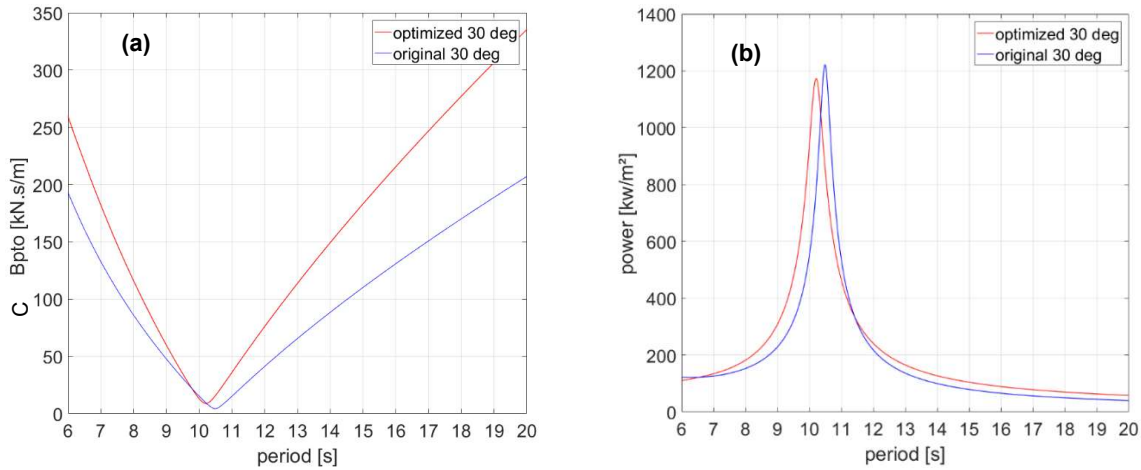 (a)
optimized 30 deg
original 30 deg
350
300
250
200
150
100
50
0
C Bpto [kN.s/m]
6 7 8 9 10 11 12 13 14 15 16 17 18 19 20
period [s]
(b)
optimized 30 deg
original 30 deg
1400
1200
1000
800
600
400
200
0
power [kw/m²]
6 7 8 9 10 11 12 13 14 15 16 17 18 19 20
period [s]